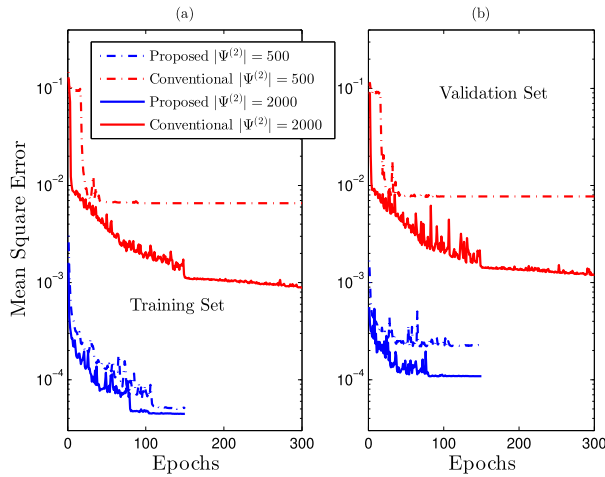 (a)
(b)
Proposed |Ψ⁽²⁾| = 500
Conventional |Ψ⁽²⁾| = 500
Proposed |Ψ⁽²⁾| = 2000
Conventional |Ψ⁽²⁾| = 2000
Mean Square Error
10⁻¹
10⁻²
10⁻³
10⁻⁴
Training Set
0
100
200
300
Epochs
10⁻¹
10⁻²
10⁻³
10⁻⁴
Validation Set
0
100
200
300
Epochs